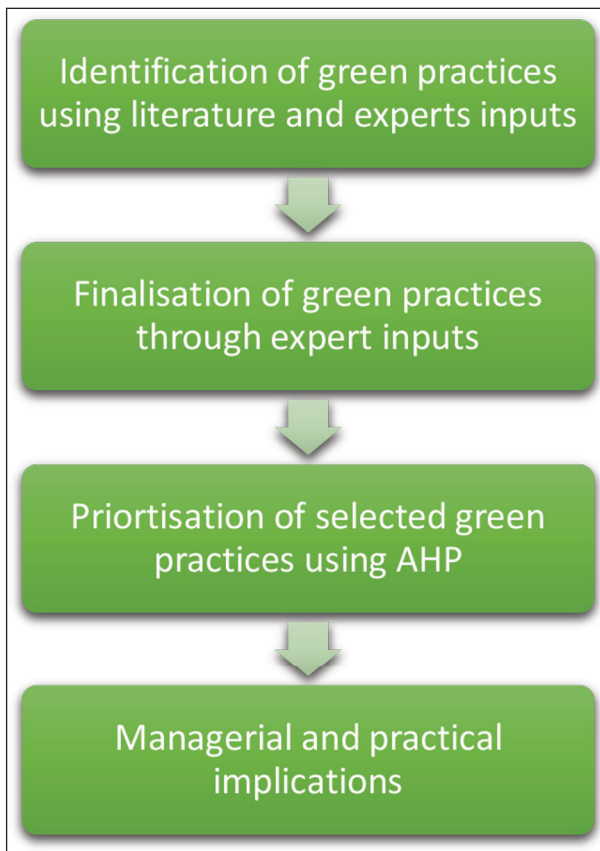 Identification of green practices
using literature and experts inputs
Finalisation of green practices
through expert inputs
Priortisation of selected green
practices using AHP
Managerial and practical
implications